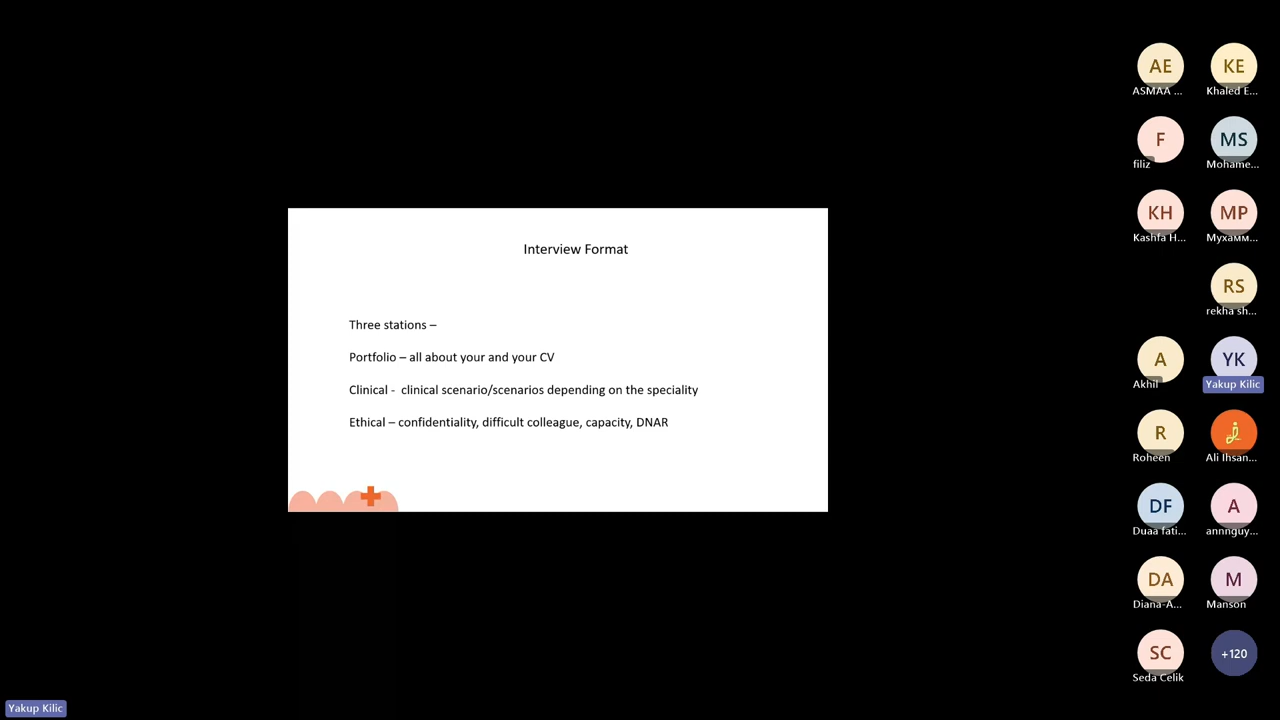 Interview Format
Three stations –
Portfolio – all about your and your CV
Clinical - clinical scenario/scenarios depending on the speciality
Ethical – confidentiality, difficult colleague, capacity, DNAR
AE
KE
ASMAA ...
Khaled E...
F
MS
filiz
Mohame...
KH
MP
Kashfa H...
Мухамм...
RS
rekha sh...
A
YK
Akhil
Yakup Kilic
R
Roheen
Ali Ihsan...
DF
A
Duaa fati...
annnguy...
DA
M
Diana-A...
Manson
SC
+120
Seda Celik
Yakup Kilic